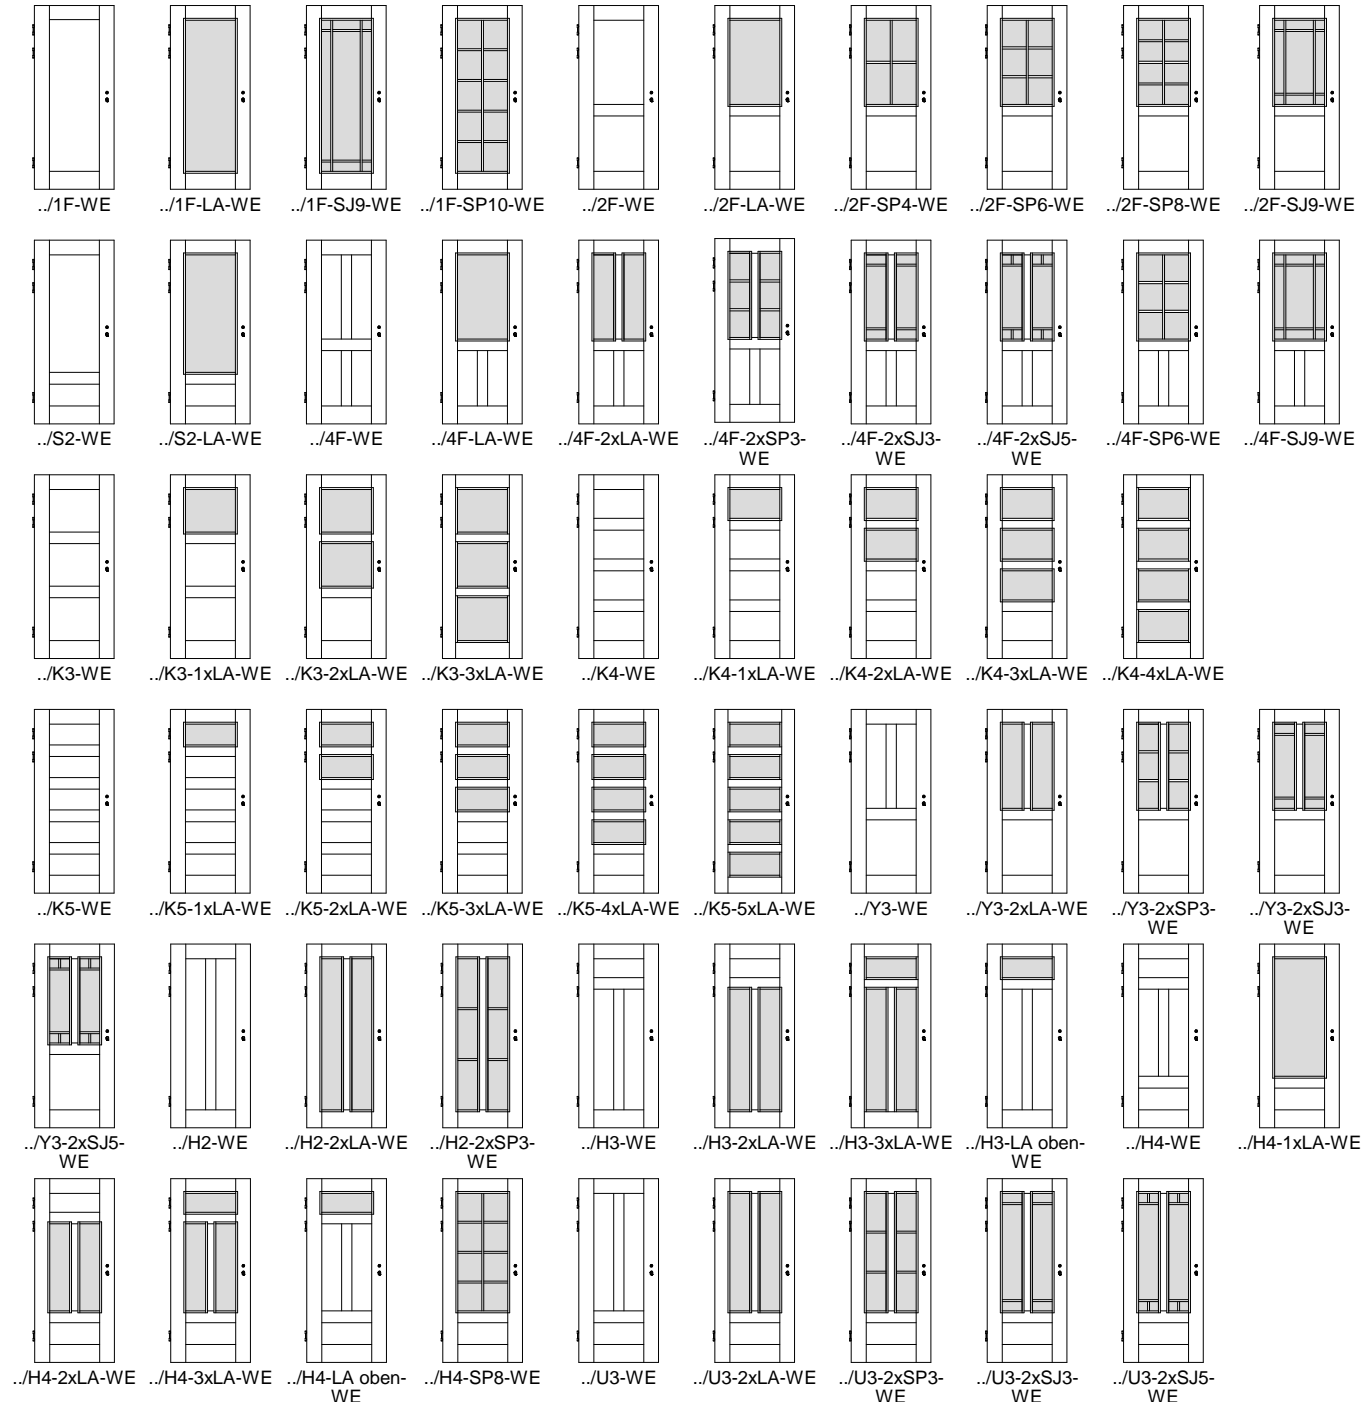 ../1F-WE
../1F-LA-WE
../1F-SJ9-WE
../1F-SP10-WE
../2F-WE
../2F-LA-WE
../2F-SP4-WE
../2F-SP6-WE
../2F-SP8-WE
../2F-SJ9-WE
../S2-WE
../S2-LA-WE
../4F-WE
../4F-LA-WE
../4F-2xLA-WE
../4F-2xSP3-
WE
../4F-2xSJ3-
WE
../4F-2xSJ5-
WE
../4F-SP6-WE
../4F-SJ9-WE
../K3-WE
../K3-1xLA-WE
../K3-2xLA-WE
../K3-3xLA-WE
../K4-WE
../K4-1xLA-WE
../K4-2xLA-WE
../K4-3xLA-WE
../K4-4xLA-WE
../K5-WE
../K5-1xLA-WE
../K5-2xLA-WE
../K5-3xLA-WE
../K5-4xLA-WE
../K5-5xLA-WE
../Y3-WE
../Y3-2xLA-WE
../Y3-2xSP3-
WE
../Y3-2xSJ3-
WE
../Y3-2xSJ5-
WE
../H2-WE
../H2-2xLA-WE
../H2-2xSP3-
WE
../H3-WE
../H3-2xLA-WE
../H3-3xLA-WE
../H3-LA oben-
WE
../H4-WE
../H4-1xLA-WE
../H4-2xLA-WE
../H4-3xLA-WE
../H4-LA oben-
WE
../H4-SP8-WE
../U3-WE
../U3-2xLA-WE
../U3-2xSP3-
WE
../U3-2xSJ3-
WE
../U3-2xSJ5-
WE